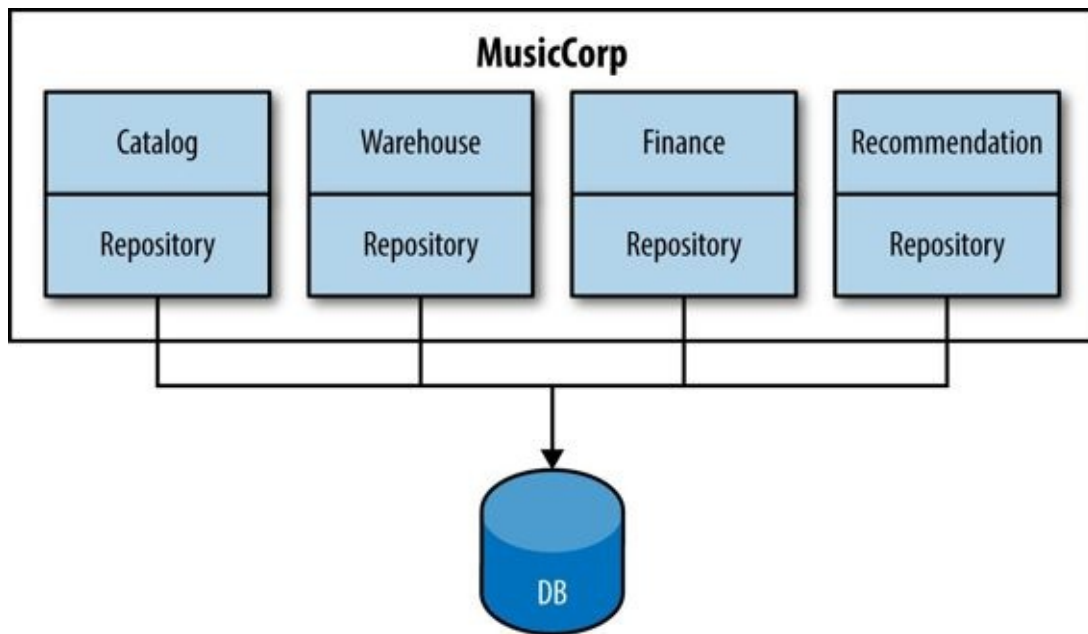 MusicCorp
Catalog
Warehouse
Finance
Recommendation
Repository
Repository
Repository
Repository
DB